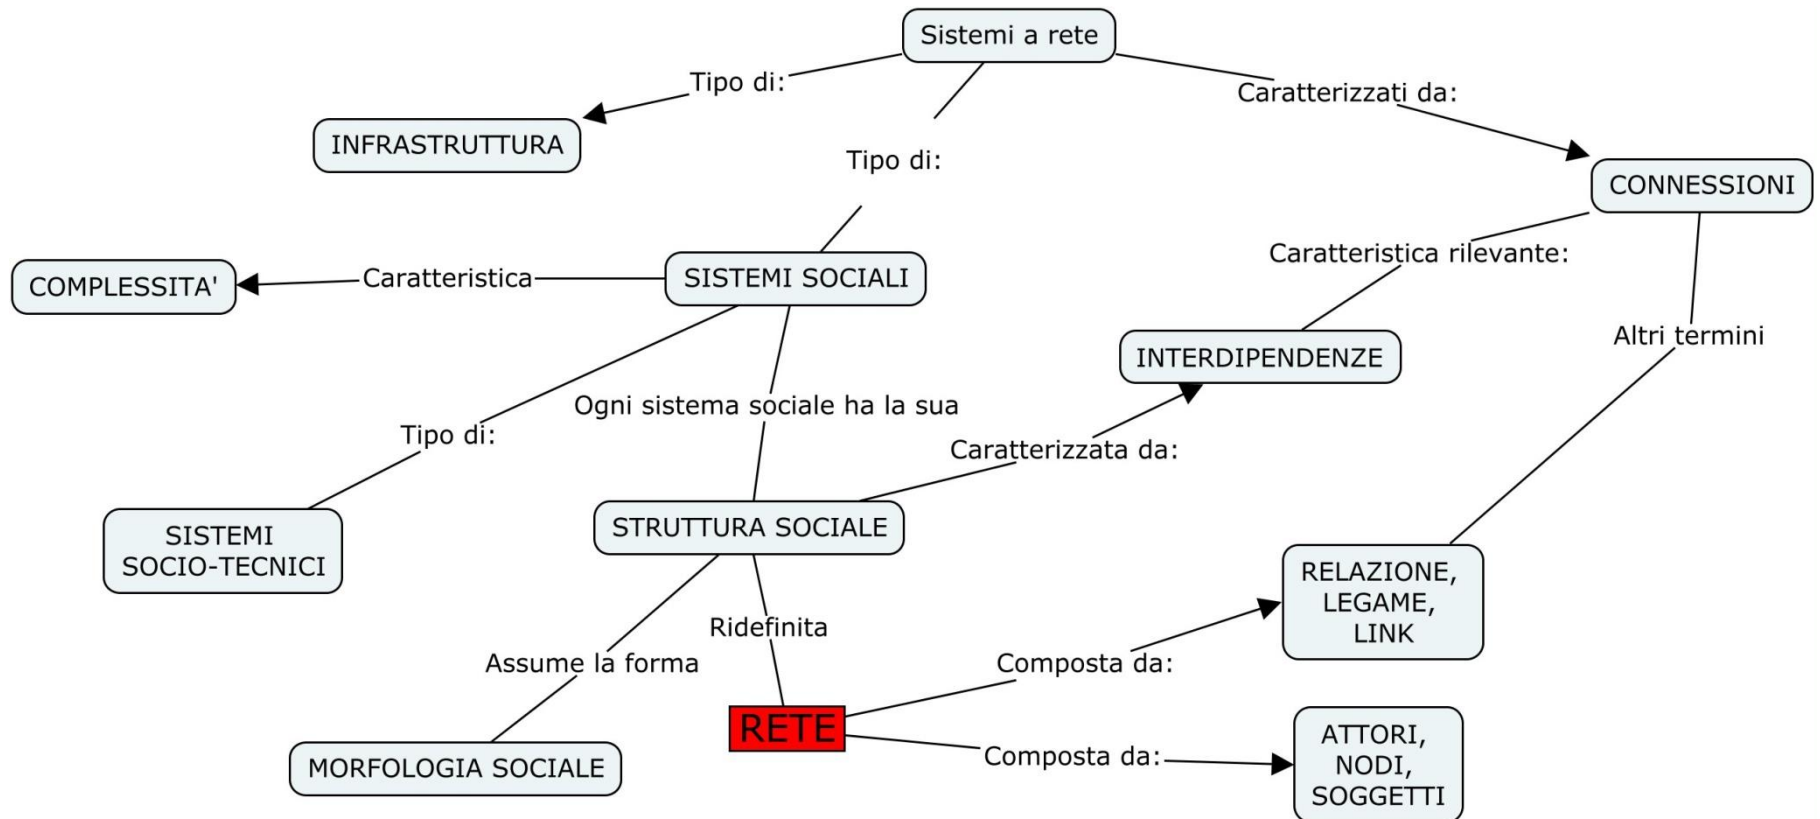 Sistemi a rete
Tipo di:
Caratterizzati da:
INFRASTRUTTURA
Tipo di:
CONNESSIONI
COMPLESSITA'
Caratteristica
SISTEMI SOCIALI
Caratteristica rilevante:
Altri termini
INTERDIPENDENZE
Ogni sistema sociale ha la sua
Tipo di:
Caratterizzata da:
SISTEMI
SOCIO-TECNICI
STRUTTURA SOCIALE
RELAZIONE,
LEGAME,
LINK
Ridefinita
Assume la forma
Composta da:
RETE
Composta da:
MORFOLOGIA SOCIALE
ATTORI,
NODI,
SOGGETTI